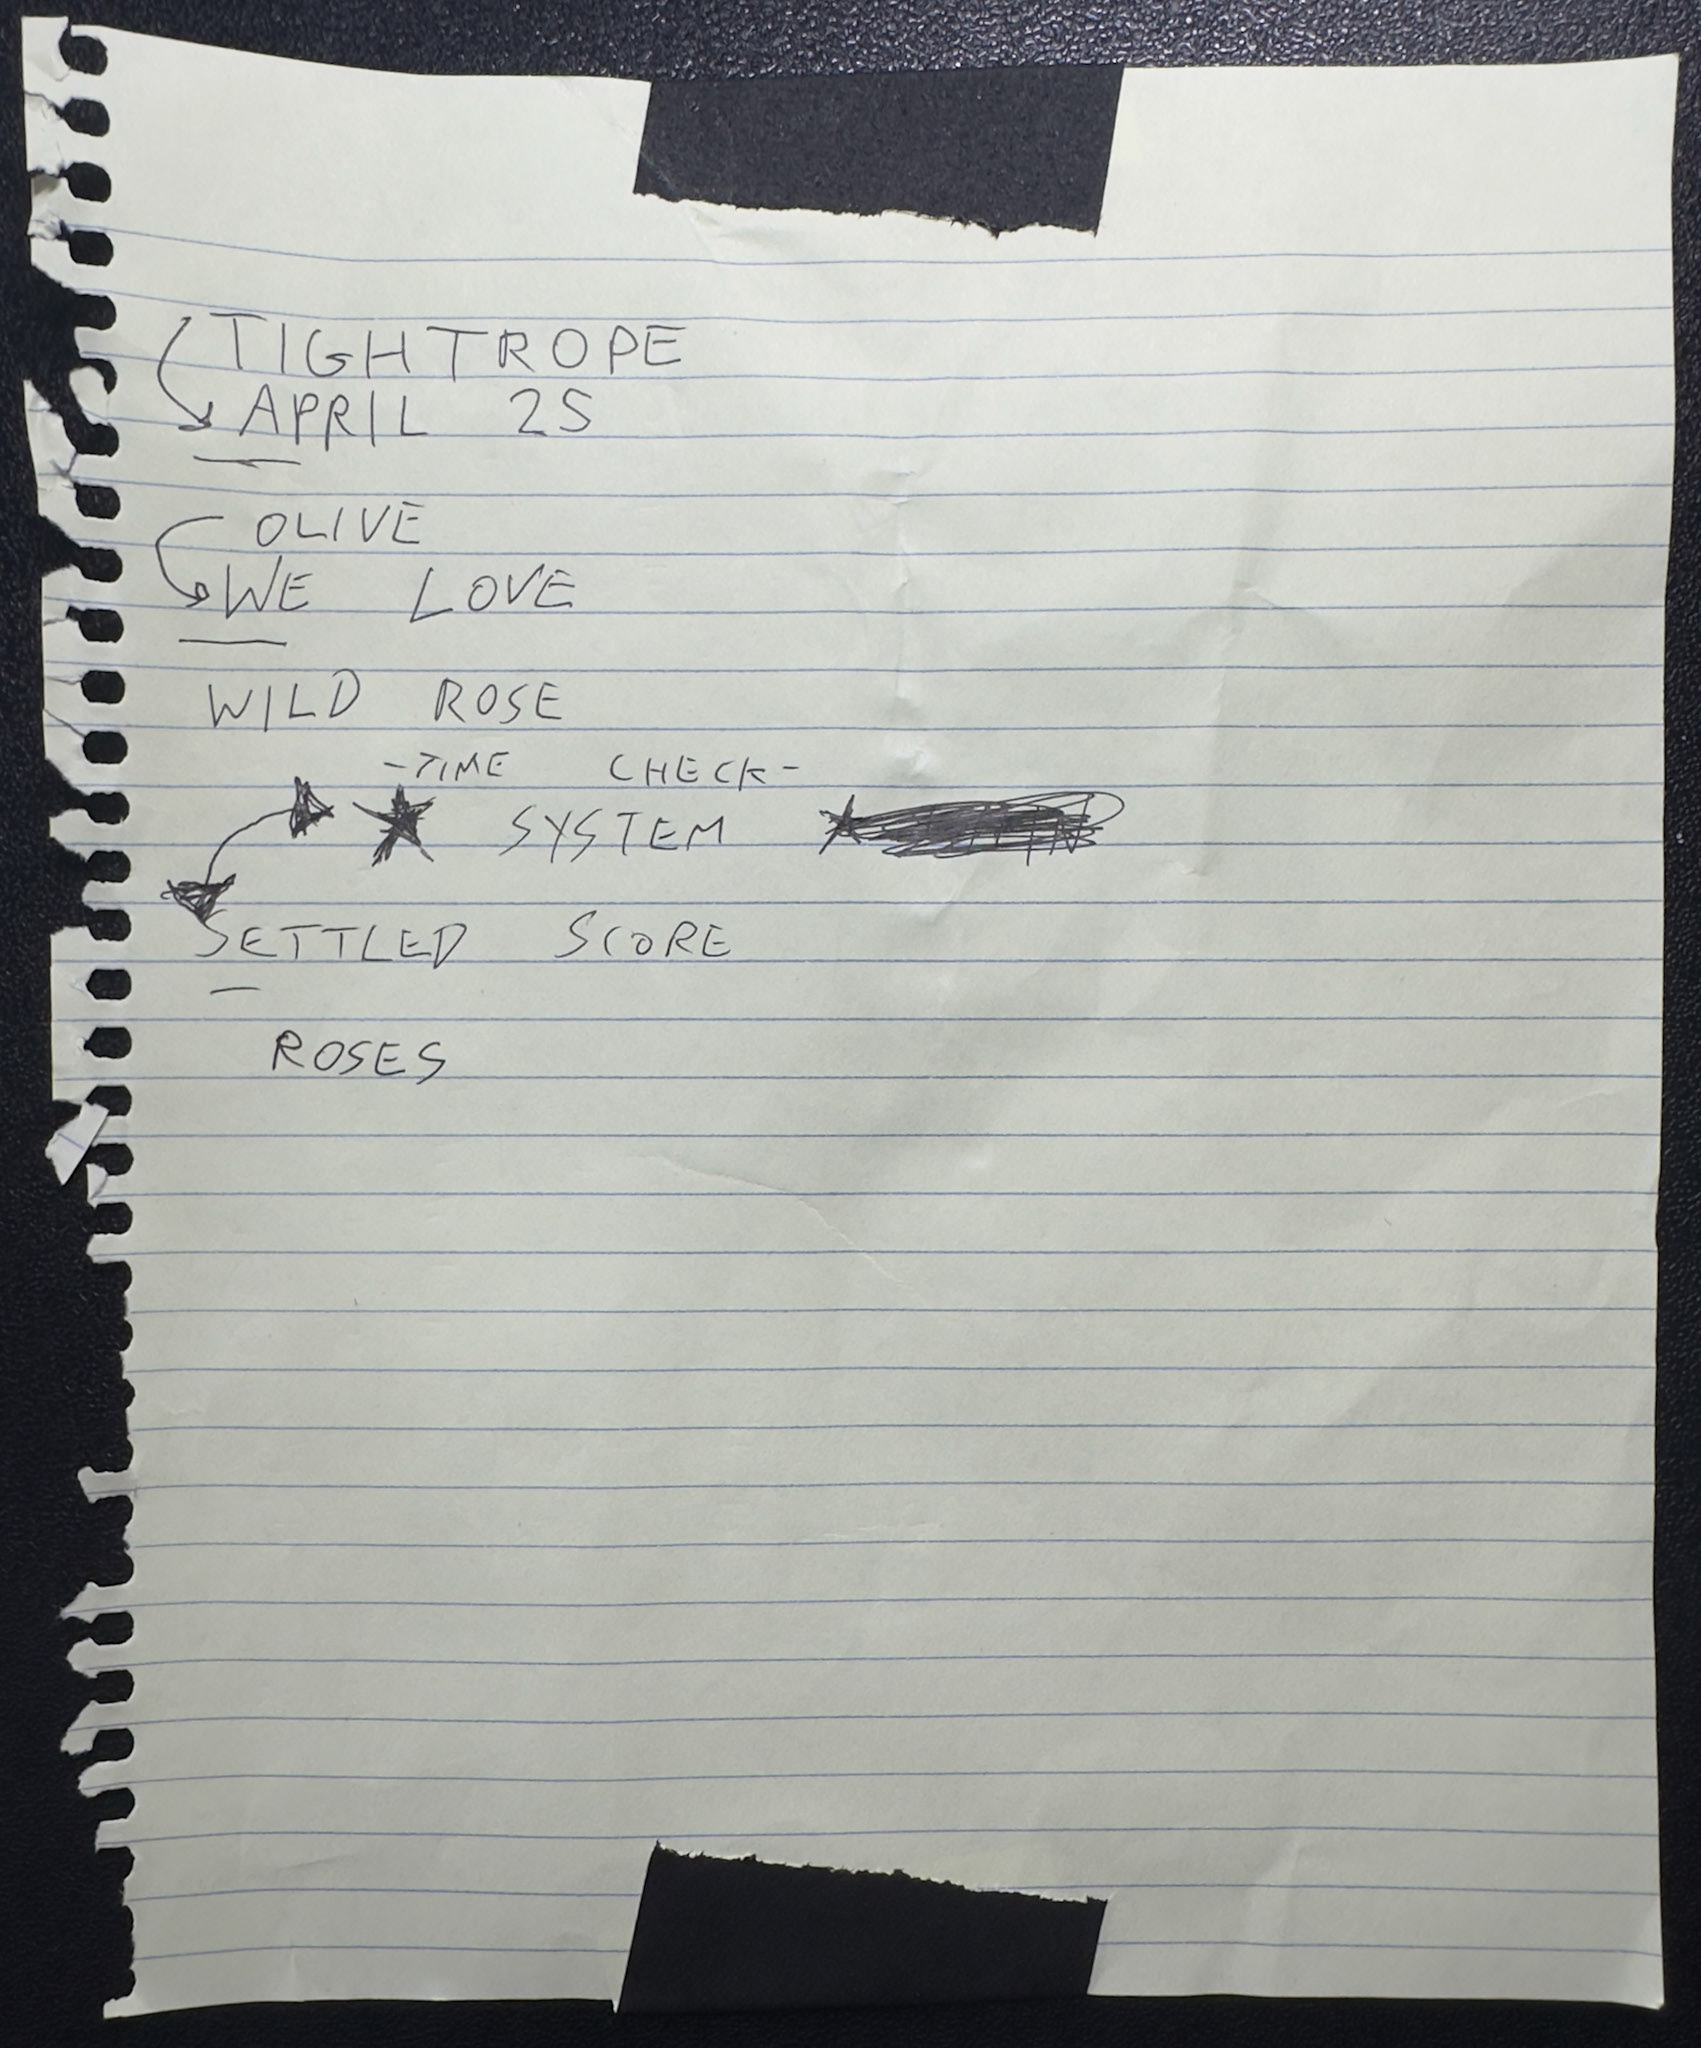 TIGHTROPE
APRIL 25
OLIVE
WE LOVE
WILD ROSE
-TIME CHECK-
SYSTEM
SETTLED SCORE
ROSES